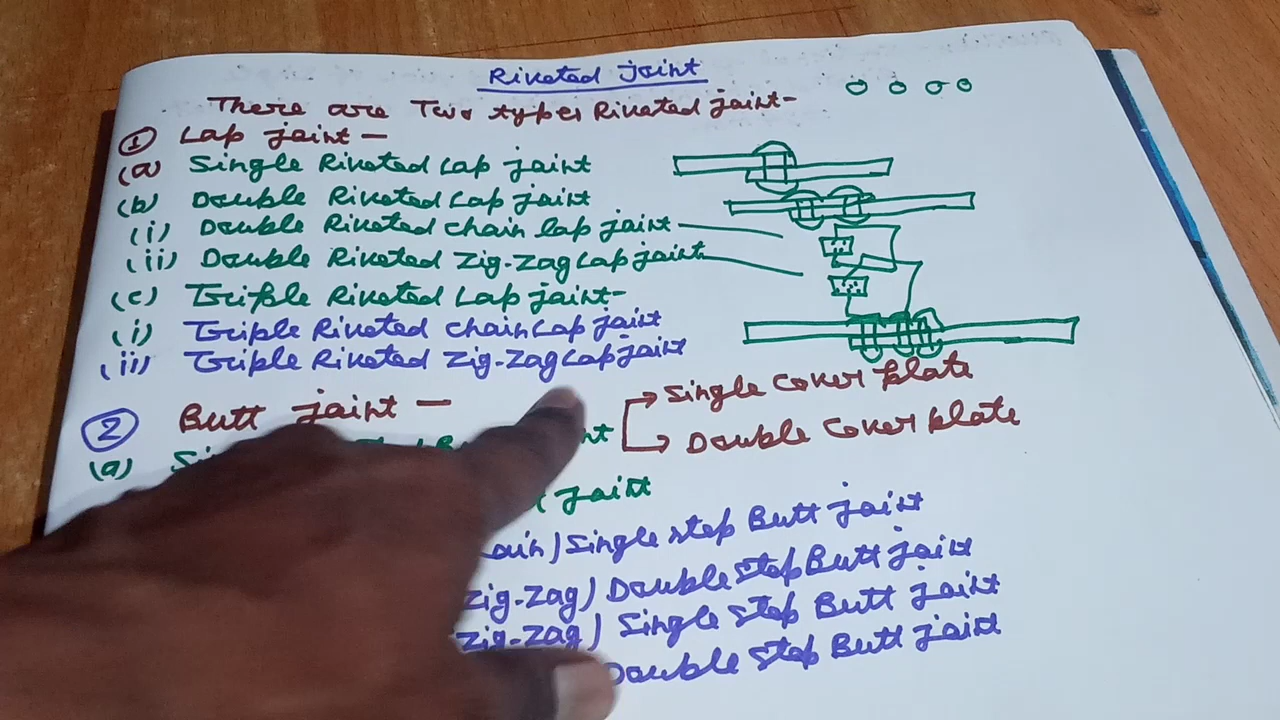 Riveted joint
There are Two types Riveted joint-
① Lap joint —
(a) Single Riveted Lap joint
(b) Double Riveted Lap joint
(i) Double Riveted chain lap joint
(ii) Double Riveted Zig-Zag Lap joint
(c) Triple Riveted Lap joint-
(i) Triple Riveted chain Lap joint
(ii) Triple Riveted Zig-Zag Lap joint
② Butt joint —
Single Cover plate
Double Cover plate
(a)
joint
) Single step Butt joint
Zig-Zag) Double step Butt joint
Zig-Zag) Single step Butt joint
Double step Butt joint